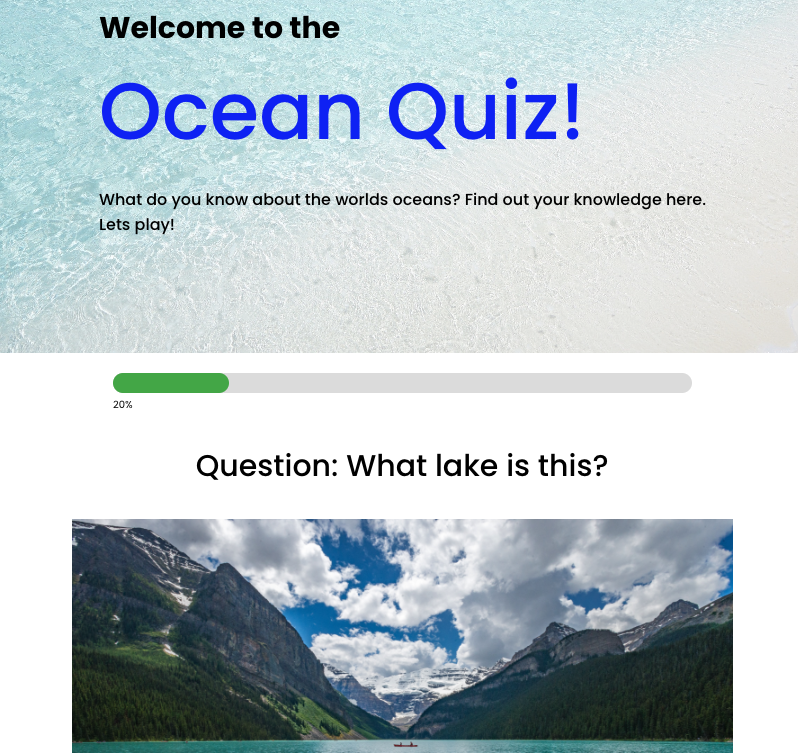 Welcome to the
Ocean Quiz!
What do you know about the worlds oceans? Find out your knowledge here.
Lets play!
20%
Question: What lake is this?